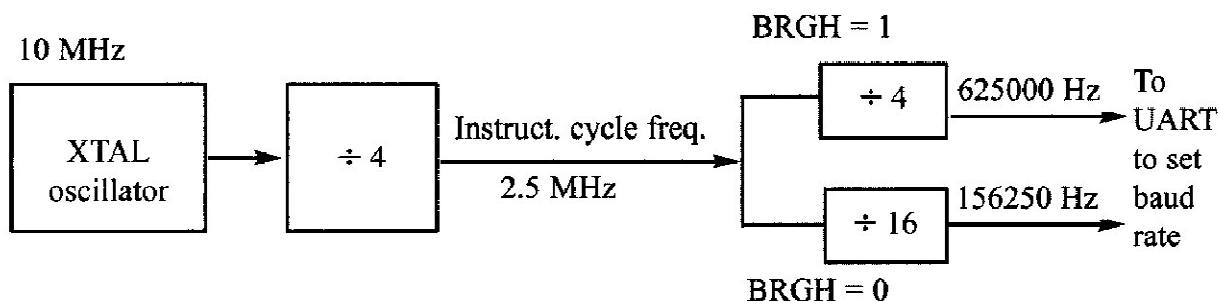 10 MHz
XTAL
oscillator
÷ 4
Instruct. cycle freq.
2.5 MHz
BRGH = 1
÷ 4
625000 Hz
÷ 16
156250 Hz
BRGH = 0
To
UART
to set
baud
rate